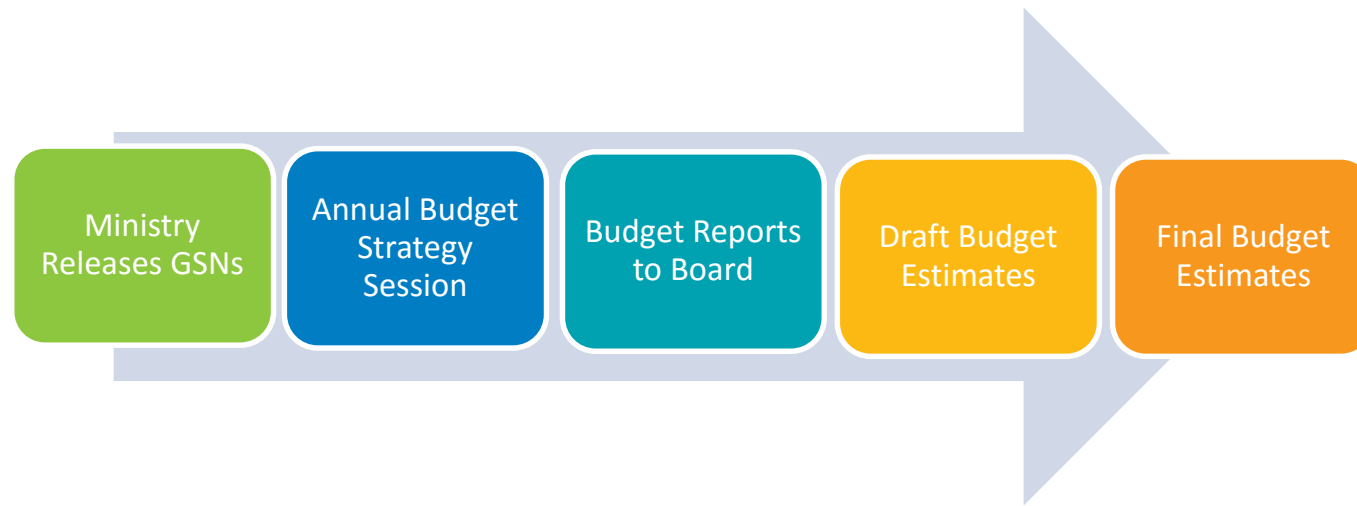 Ministry
Releases GSNs
Annual Budget
Strategy
Session
Budget Reports
to Board
Draft Budget
Estimates
Final Budget
Estimates